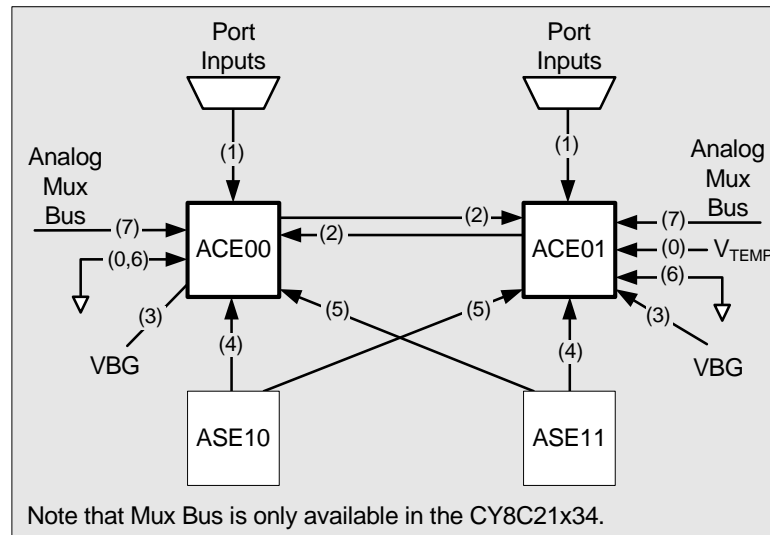 Port
Inputs
Port
Inputs
(1)
(1)
Analog
Mux
Bus
Analog
Mux
Bus
(7)
(2)
(2)
(7)
ACE00
ACE01
(0)
V_TEMP
(0,6)
(6)
(3)
(5)
(5)
(3)
(4)
(4)
VBG
VBG
ASE10
ASE11
Note that Mux Bus is only available in the CY8C21x34.